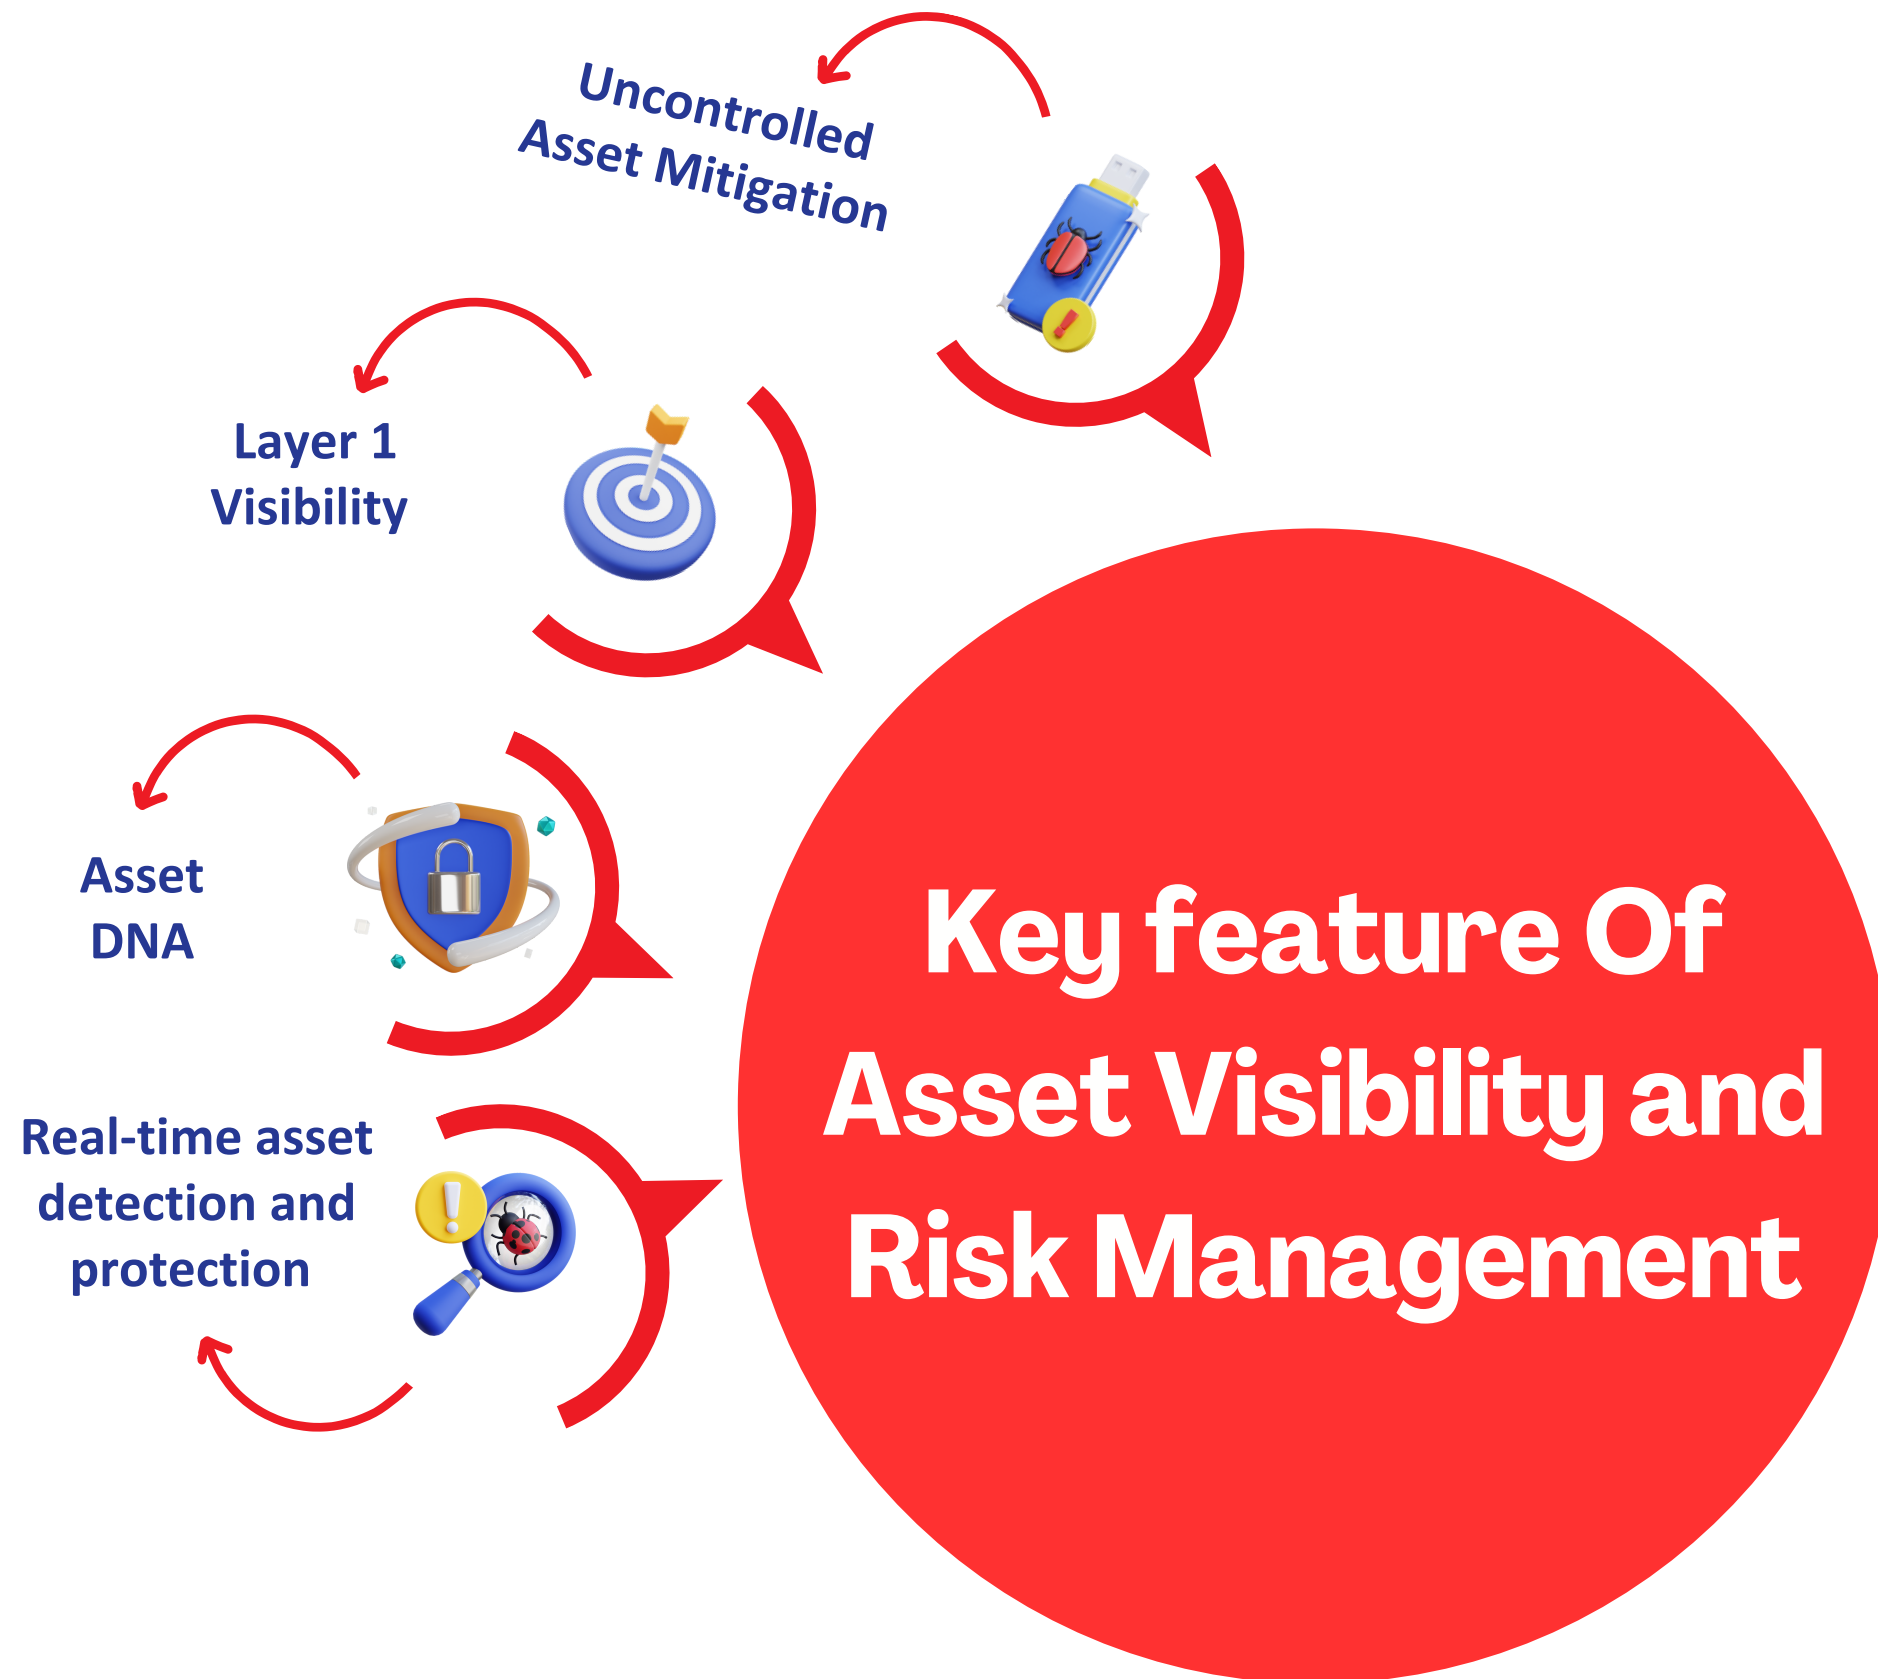 Uncontrolled
Asset Mitigation
Layer 1
Visibility
Asset
DNA
Real-time asset
detection and
protection
Key feature Of
Asset Visibility and
Risk Management